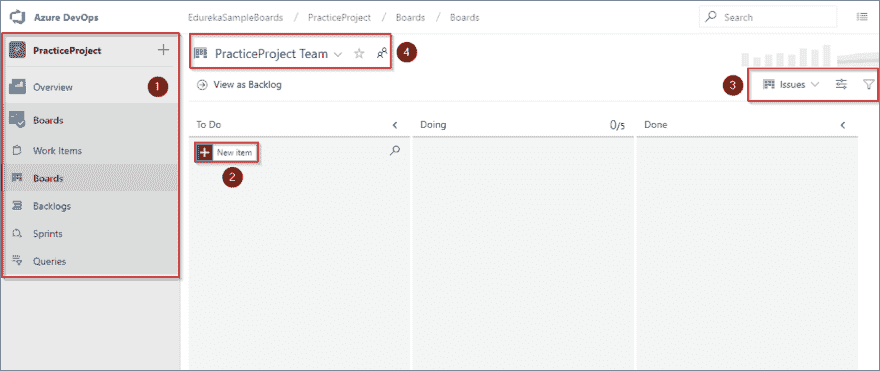 Azure DevOps
EdurekaSampleBoards / PracticeProject / Boards / Boards
Search
PracticeProject
1
Overview
Boards
Work Items
Boards
Backlogs
Sprints
Queries
PracticeProject Team
4
View as Backlog
3
Issues
To Do
Doing
0/5
Done
New item
2